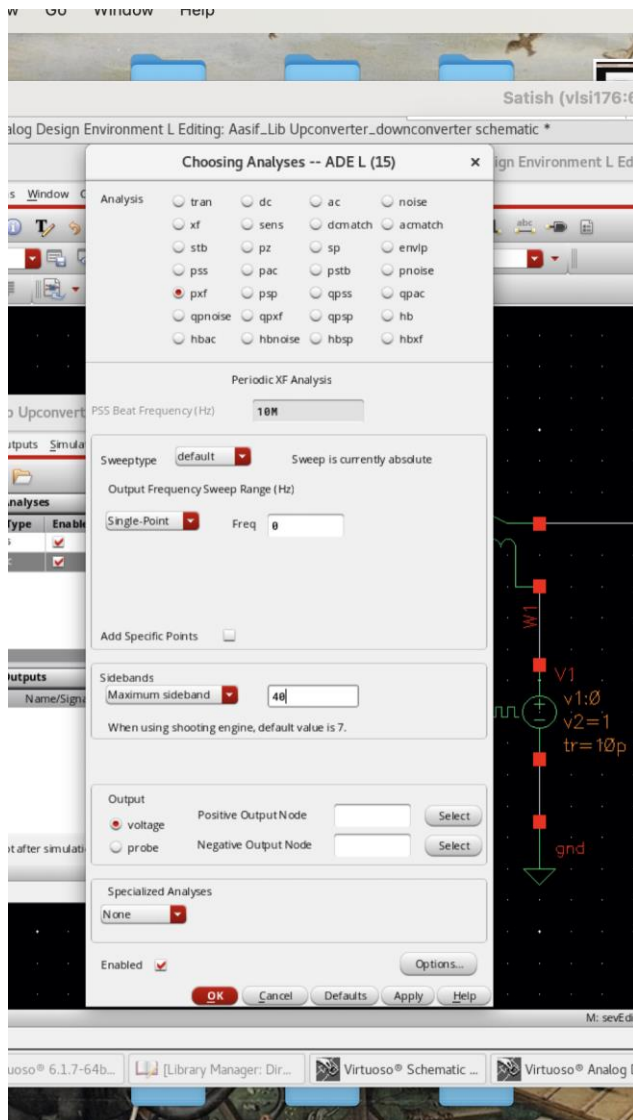 Go Window Help
Satish (vlsi176:6
alog Design Environment L Editing: Aasif_Lib Upconverter_downconverter schematic *
Choosing Analyses -- ADE L (15) ×
ign Environment L Ed
s Window
abc
Analysis tran dc ac noise
xf sens dcmatch acmatch
stb pz sp envlp
pss pac pstb pnoise
pxf psp qpss qpac
qpnoise qpxf qpsp hb
hbac hbnoise hbsp hbxf
Periodic XF Analysis
PSS Beat Frequency (Hz) 10M
o Upconvert
utputs Simula
Sweeptype default Sweep is currently absolute
Output Frequency Sweep Range (Hz)
nalyses
Type Enable
Single-Point Freq 0
Add Specific Points
W1
Sidebands
Maximum sideband 40
When using shooting engine, default value is 7.
utputs
Name/Signa
V1
v1:0
v2=1
tr=10p
Output
voltage Positive Output Node Select
probe Negative Output Node Select
ot after simulati
gnd
Specialized Analyses
None
Enabled Options...
OK Cancel Defaults Apply Help
M: sevEdi
uoso® 6.1.7-64b... [Library Manager: Dir... Virtuoso® Schematic ... Virtuoso® Analog